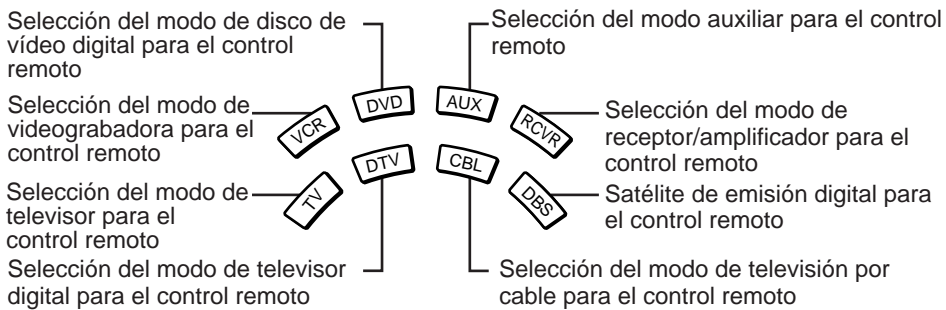 Selección del modo de disco de
vídeo digital para el control
remoto
Selección del modo auxiliar para el control
remoto
Selección del modo de
videograbadora para el
control remoto
VCR
DVD
AUX
RCVR
Selección del modo de
receptor/amplificador para el
control remoto
Selección del modo de
televisor para el
control remoto
TV
DTV
CBL
DBS
Satélite de emisión digital para
el control remoto
Selección del modo de televisor
digital para el control remoto
Selección del modo de televisión por
cable para el control remoto